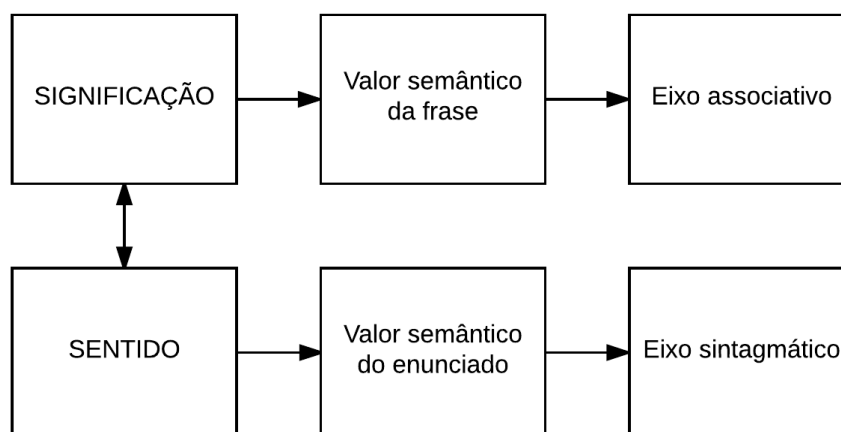 SIGNIFICAÇÃO
Valor semântico
da frase
Eixo associativo
SENTIDO
Valor semântico
do enunciado
Eixo sintagmático